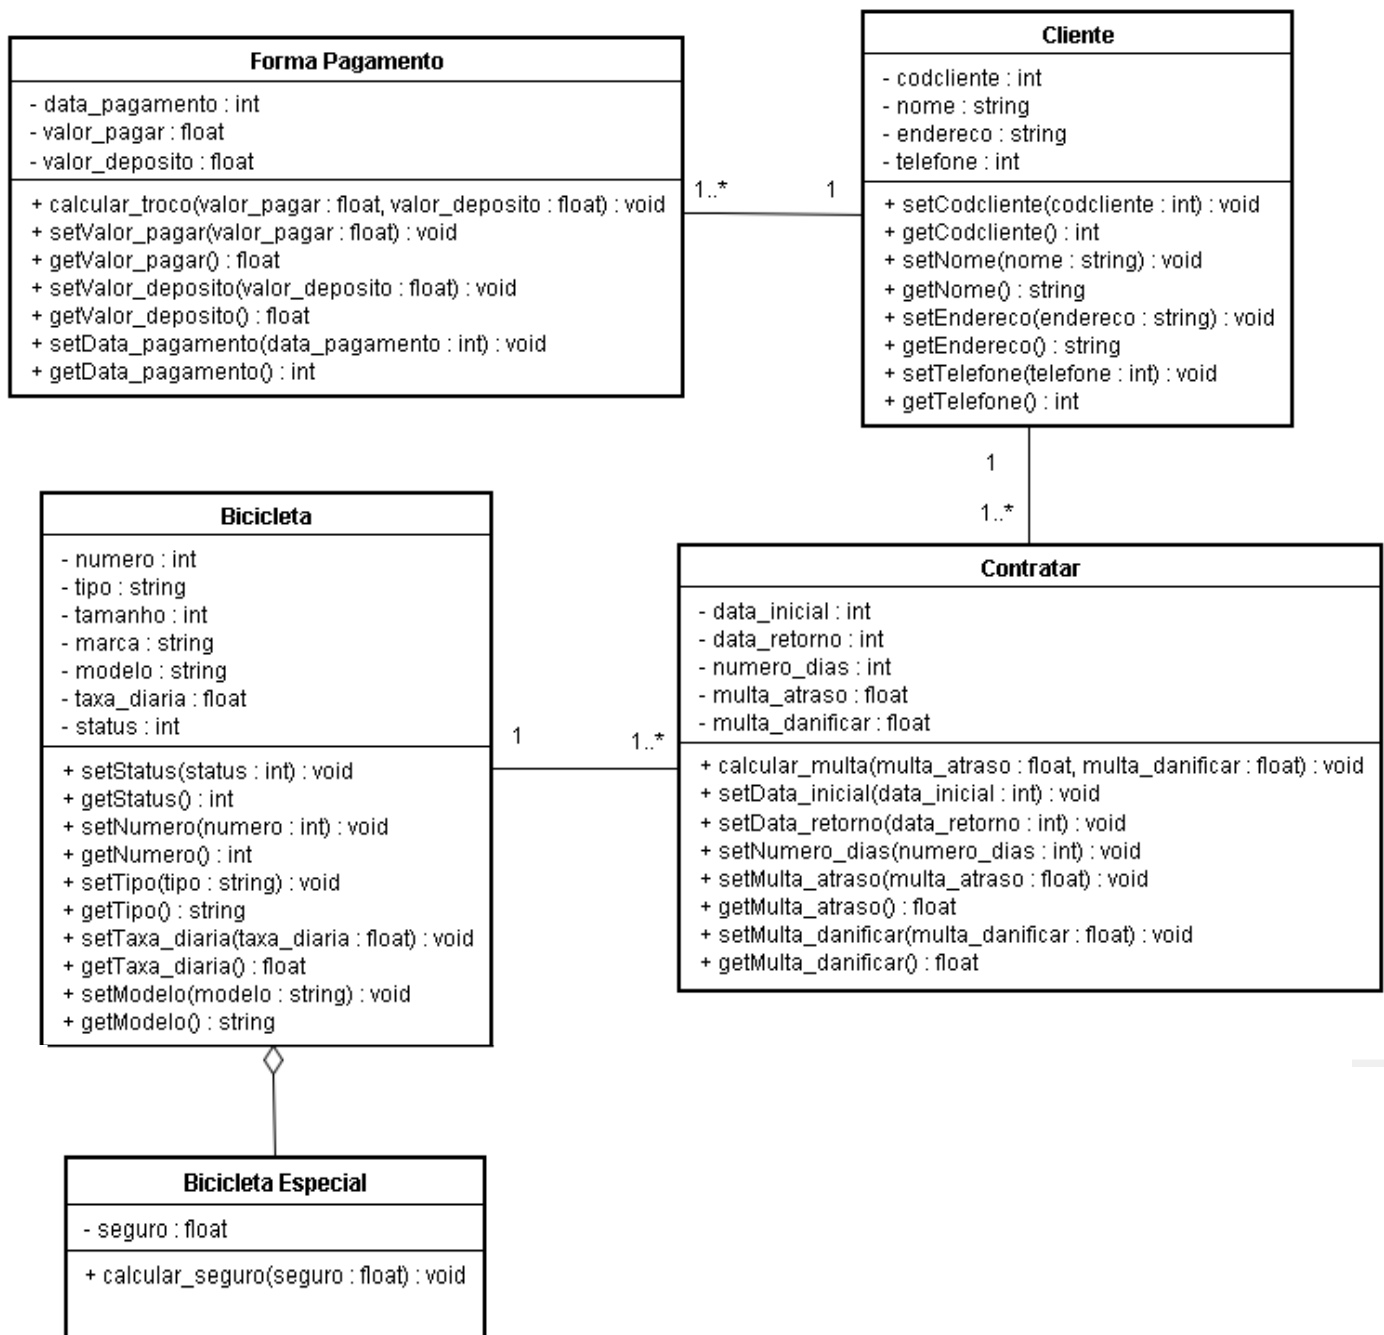 Forma Pagamento
- data_pagamento : int
- valor_pagar : float
- valor_deposito : float
+ calcular_troco(valor_pagar : float, valor_deposito : float) : void
+ setValor_pagar(valor_pagar : float) : void
+ getValor_pagar() : float
+ setValor_deposito(valor_deposito : float) : void
+ getValor_deposito() : float
+ setData_pagamento(data_pagamento : int) : void
+ getData_pagamento() : int
1..*
1
Cliente
- codcliente : int
- nome : string
- endereco : string
- telefone : int
+ setCodcliente(codcliente : int) : void
+ getCodcliente() : int
+ setNome(nome : string) : void
+ getNome() : string
+ setEndereco(endereco : string) : void
+ getEndereco() : string
+ setTelefone(telefone : int) : void
+ getTelefone() : int
1
1..*
Bicicleta
- numero : int
- tipo : string
- tamanho : int
- marca : string
- modelo : string
- taxa_diaria : float
- status : int
+ setStatus(status : int) : void
+ getStatus() : int
+ setNumero(numero : int) : void
+ getNumero() : int
+ setTipo(tipo : string) : void
+ getTipo() : string
+ setTaxa_diaria(taxa_diaria : float) : void
+ getTaxa_diaria() : float
+ setModelo(modelo : string) : void
+ getModelo() : string
1
1..*
Contratar
- data_inicial : int
- data_retorno : int
- numero_dias : int
- multa_atraso : float
- multa_danificar : float
+ calcular_multa(multa_atraso : float, multa_danificar : float) : void
+ setData_inicial(data_inicial : int) : void
+ setData_retorno(data_retorno : int) : void
+ setNumero_dias(numero_dias : int) : void
+ setMulta_atraso(multa_atraso : float) : void
+ getMulta_atraso() : float
+ setMulta_danificar(multa_danificar : float) : void
+ getMulta_danificar() : float
Bicicleta Especial
- seguro : float
+ calcular_seguro(seguro : float) : void